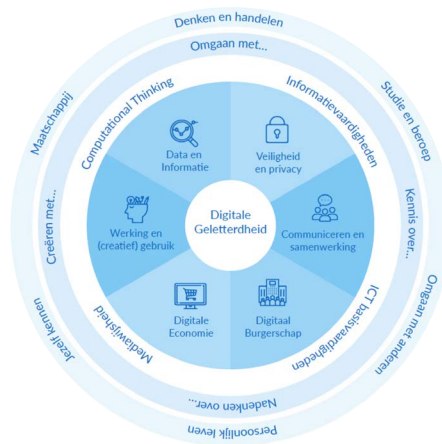 Denken en handelen
Omgaan met...
Maatschappij
Computational Thinking
Informatievaardigheden
Studie en beroep
Data en
Informatie
Veiligheid
en privacy
Creëren met...
Werking en
(creatief) gebruik
Digitale
Geletterdheid
Communiceren en
samenwerking
Kennis over...
Digitale
Economie
Digitaal
Burgerschap
Jezelf kennen
Mediawijsheid
ICT basisvaardigheden
Omgaan met anderen
Nadenken over...
Persoonlijk leven